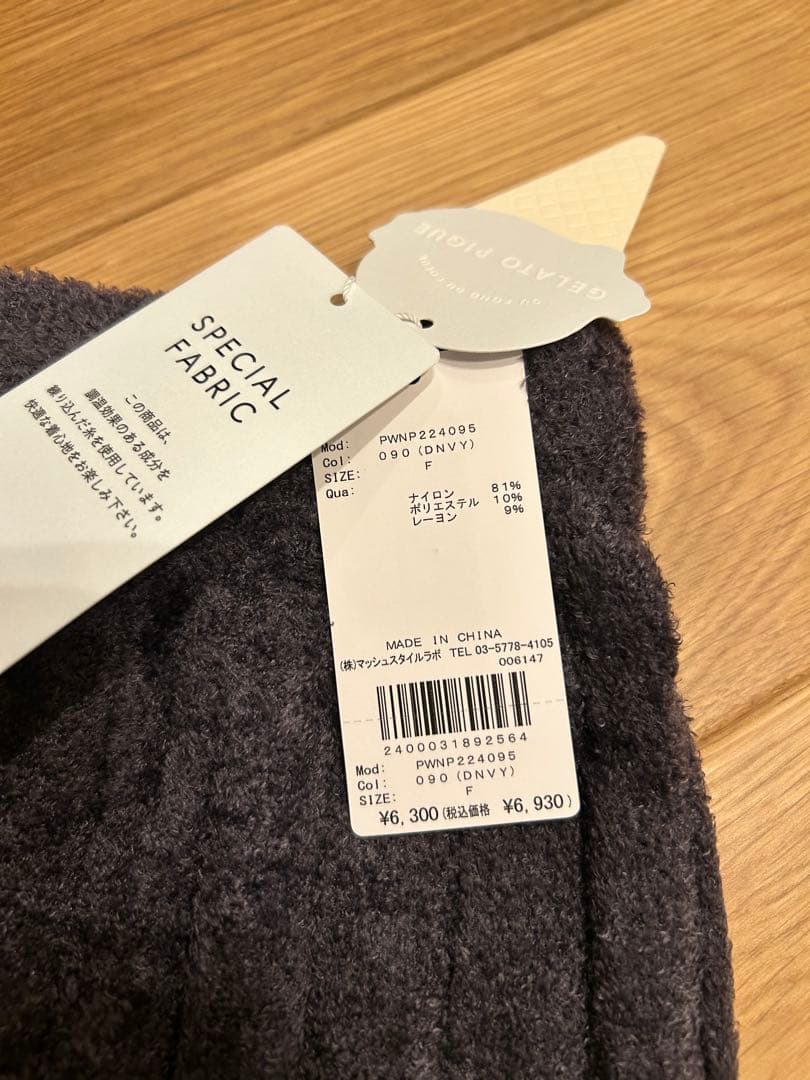 GELATO PIQUE
SPECIAL
FABRIC
この商品は、
調温効果のある成分を
練り込んだ糸を使用しています。
快適な着心地をお楽しみ下さい。
Mod: PWNP224095
Col: 090 (DNVY)
SIZE: F
Qua: ナイロン 81%
ポリエステル 10%
レーヨン 9%
MADE IN CHINA
(株)マッシュスタイルラボ TEL 03-5778-4105
006147
2400031892564
Mod: PWNP224095
Col: 090 (DNVY)
SIZE: F
¥6,300(税込価格 ¥6,930)